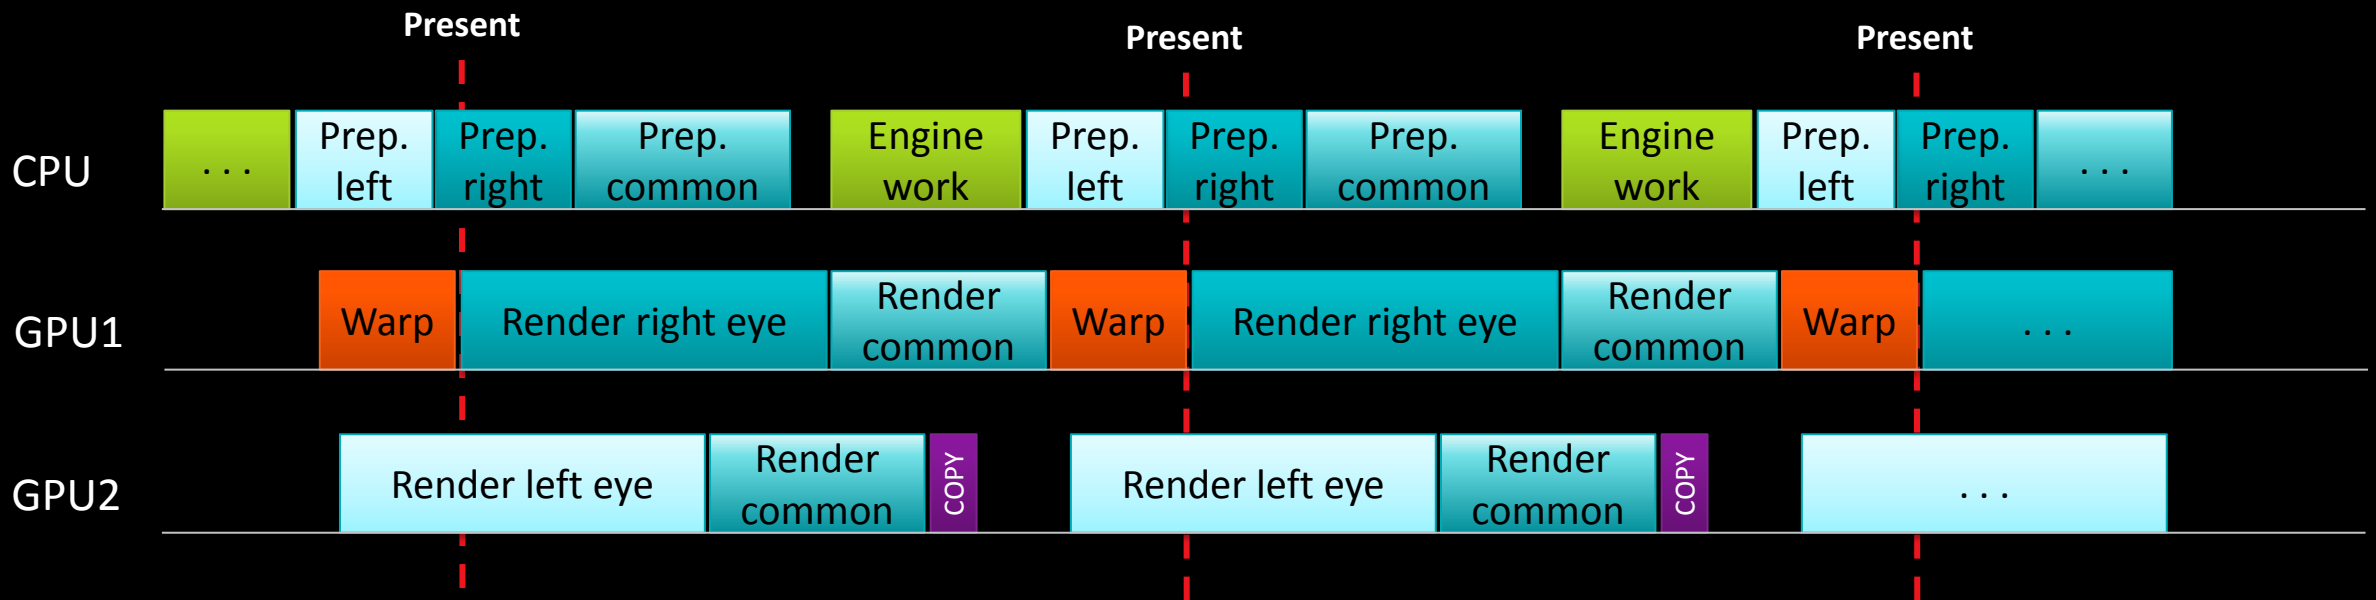 Present
Present
Present
CPU
. . .
Prep.
left
Prep.
right
Prep.
common
Engine
work
Prep.
left
Prep.
right
Prep.
common
Engine
work
Prep.
left
Prep.
right
. . .
GPU1
Warp
Render right eye
Render
common
Warp
Render right eye
Render
common
Warp
. . .
GPU2
Render left eye
Render
common
COPY
Render left eye
Render
common
COPY
. . .